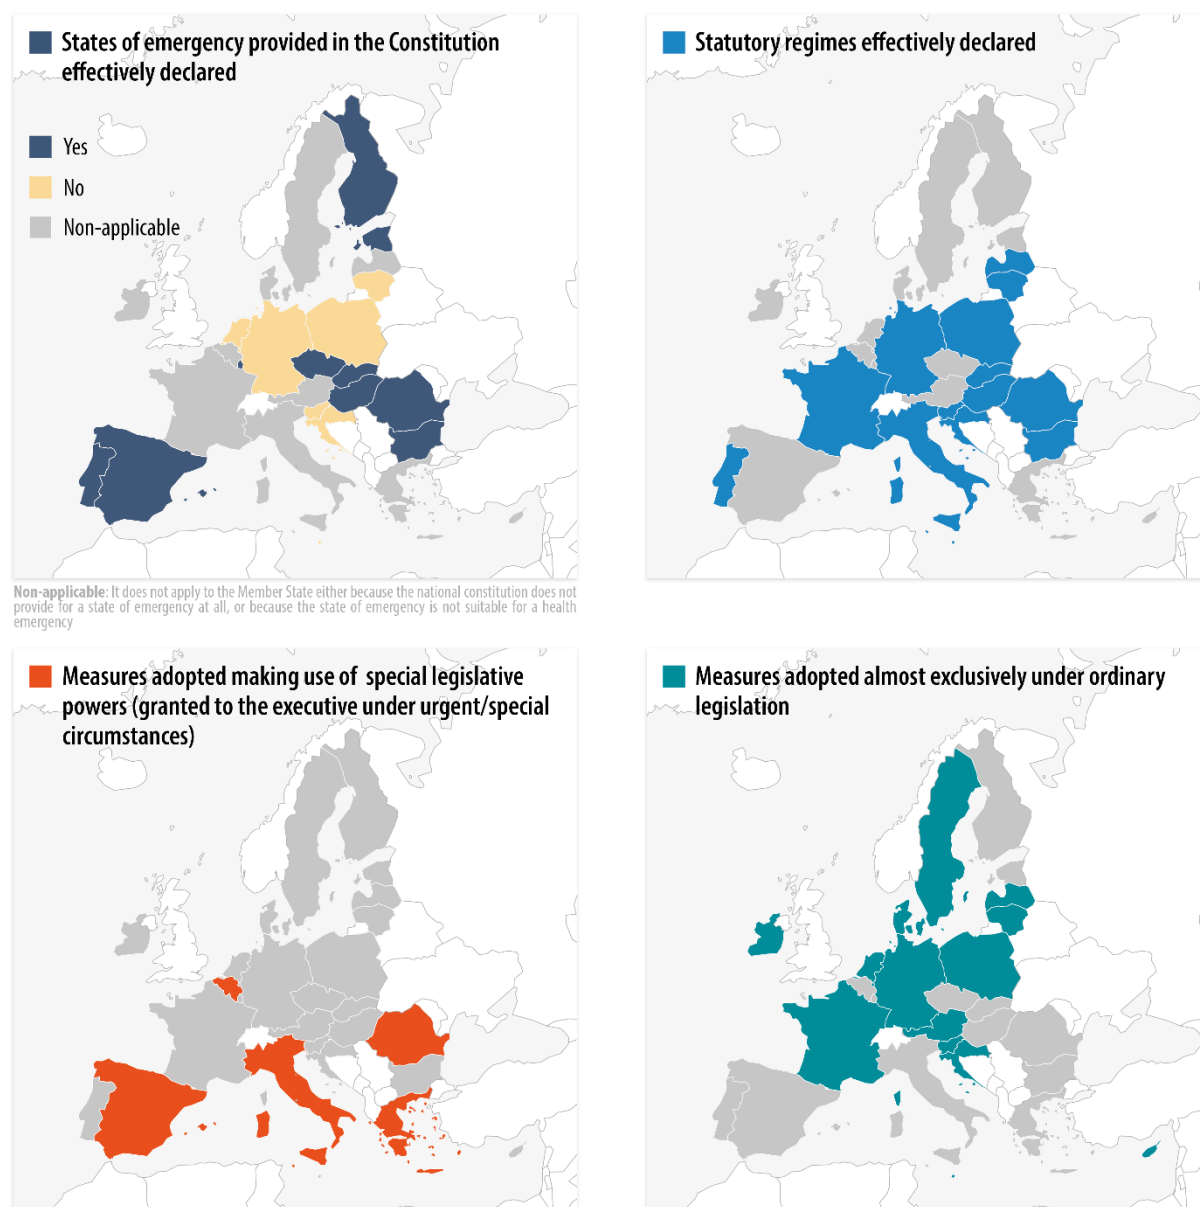 States of emergency provided in the Constitution
effectively declared
Yes
No
Non-applicable
Statutory regimes effectively declared
Non-applicable: It does not apply to the Member State either because the national constitution does not
provide for a state of emergency at all, or because the state of emergency is not suitable for a health
emergency
Measures adopted making use of special legislative
powers (granted to the executive under urgent/special
circumstances)
Measures adopted almost exclusively under ordinary
legislation